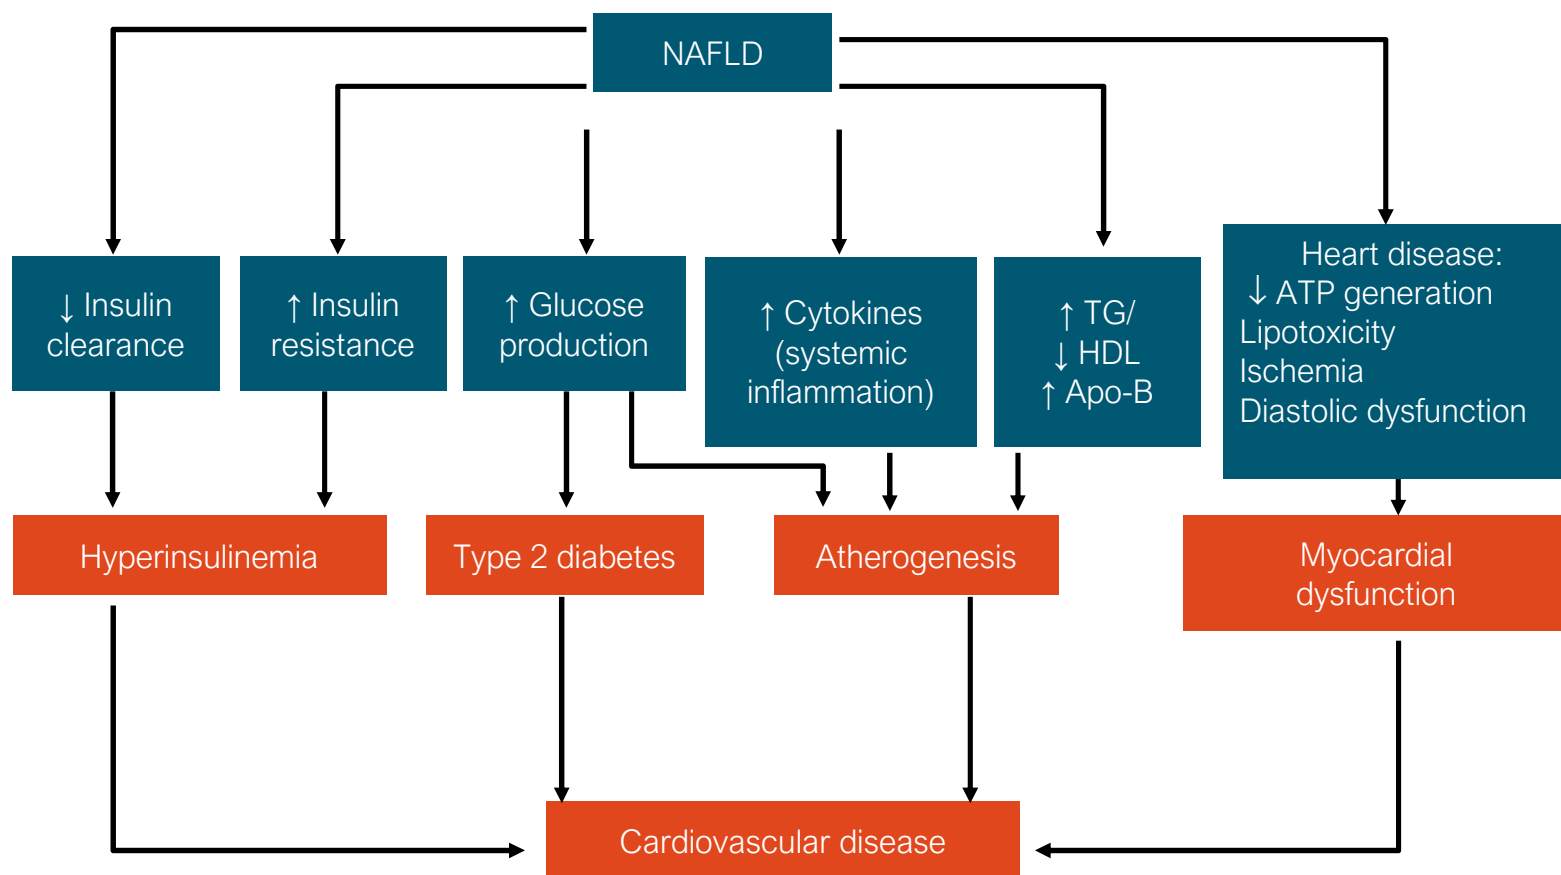 NAFLD
↓ Insulin
clearance
↑ Insulin
resistance
↑ Glucose
production
↑ Cytokines
(systemic
inflammation)
↑ TG/
↓ HDL
↑ Apo-B
Heart disease:
↓ ATP generation
Lipotoxicity
Ischemia
Diastolic dysfunction
Hyperinsulinemia
Type 2 diabetes
Atherogenesis
Myocardial
dysfunction
Cardiovascular disease